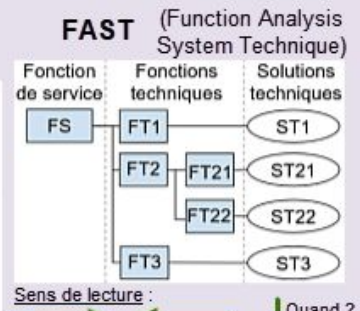 FAST (Function Analysis
System Technique)
Fonction de service
Fonctions techniques
Solutions techniques
FS FT1 ST1
FT2 FT21 ST21
FT22 ST22
FT3 ST3
Sens de lecture :
Quand ?